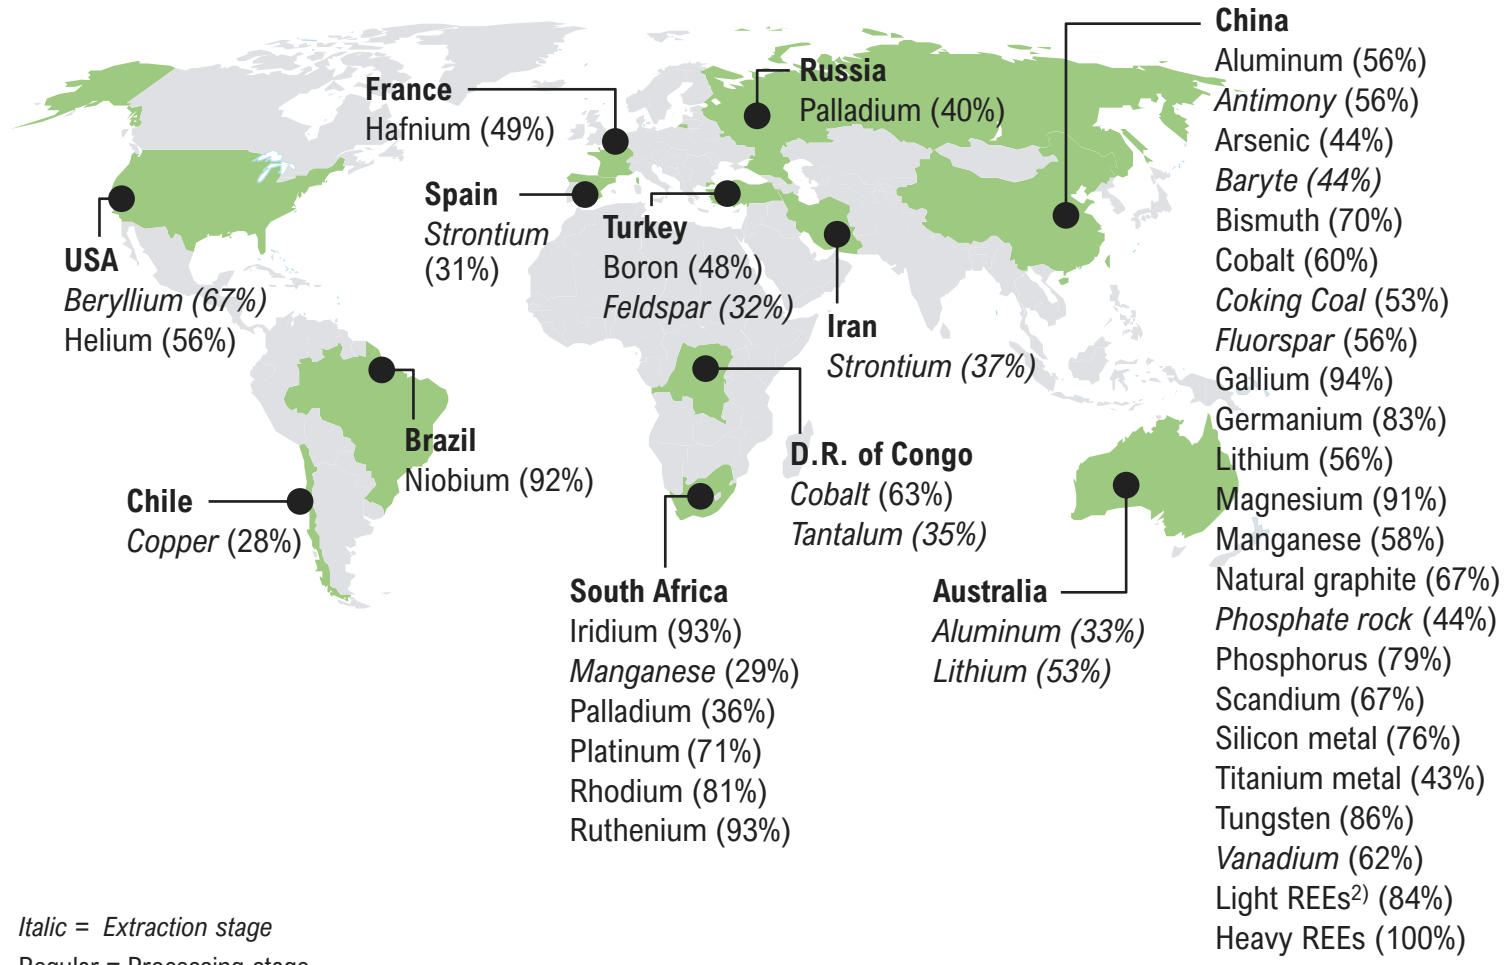 China
Aluminum (56%)
Antimony (56%)
Arsenic (44%)
Baryte (44%)
Bismuth (70%)
Cobalt (60%)
Coking Coal (53%)
Fluorspar (56%)
Gallium (94%)
Germanium (83%)
Lithium (56%)
Magnesium (91%)
Manganese (58%)
Natural graphite (67%)
Phosphate rock (44%)
Phosphorus (79%)
Scandium (67%)
Silicon metal (76%)
Titanium metal (43%)
Tungsten (86%)
Vanadium (62%)
Light REEs2) (84%)
Heavy REEs (100%)
Russia
Palladium (40%)
France
Hafnium (49%)
Spain
Strontium
(31%)
Turkey
Boron (48%)
Feldspar (32%)
USA
Beryllium (67%)
Helium (56%)
Iran
Strontium (37%)
Brazil
Niobium (92%)
D.R. of Congo
Cobalt (63%)
Tantalum (35%)
Chile
Copper (28%)
South Africa
Iridium (93%)
Manganese (29%)
Palladium (36%)
Platinum (71%)
Rhodium (81%)
Ruthenium (93%)
Australia
Aluminum (33%)
Lithium (53%)
Italic = Extraction stage
Regular = Processing stage